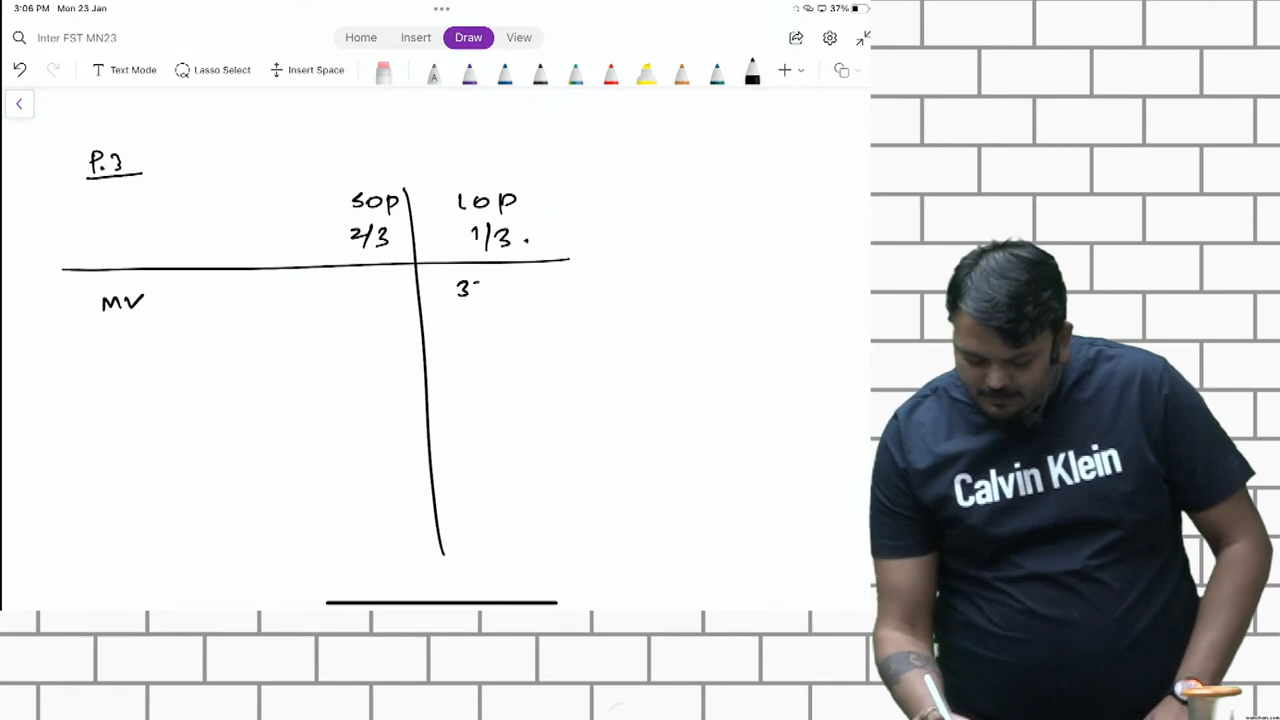 3:06 PM Mon 23 Jan
37%
Inter FST MN23
Home Insert Draw View
Text Mode Lasso Select Insert Space
P.3
SOP LOP
2/3 1/3.
MV 3
Calvin Klein